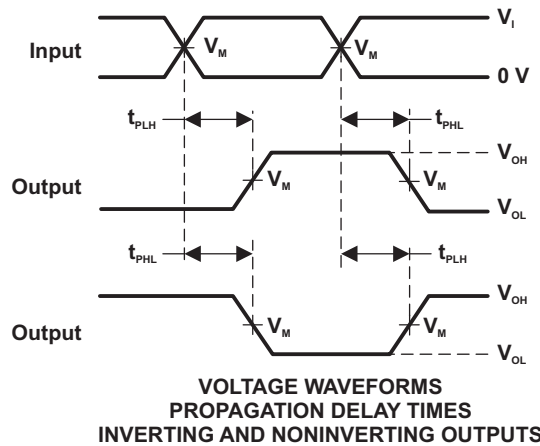 V_I
Input V_M V_M
0 V
t_PLH t_PHL
V_OH
Output V_M V_M
V_OL
t_PHL t_PLH
V_OH
Output V_M V_M
V_OL
VOLTAGE WAVEFORMS
PROPAGATION DELAY TIMES
INVERTING AND NONINVERTING OUTPUTS